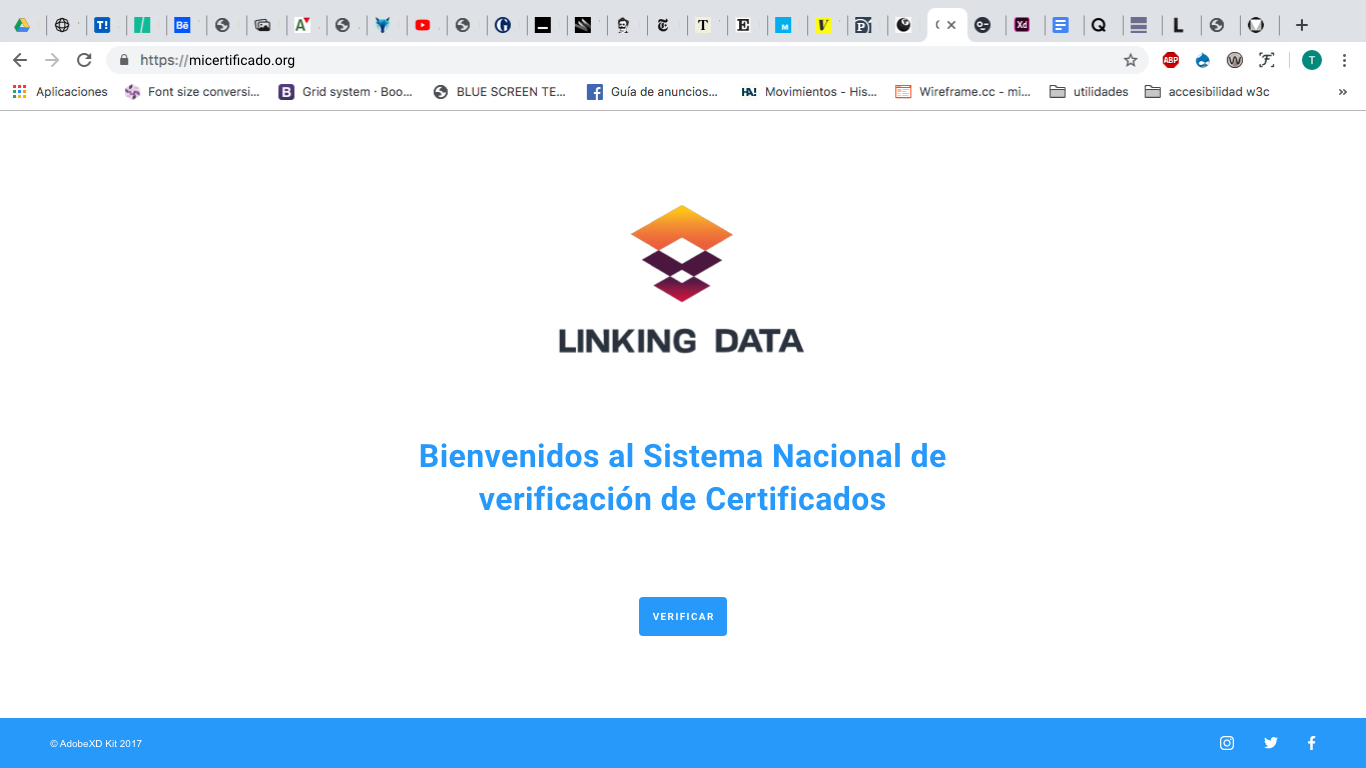 https://micertificado.org
T
Aplicaciones
Font size conversi...
Grid system · Boo...
BLUE SCREEN TE...
Guía de anuncios...
Movimientos - His...
Wireframe.cc - mi...
utilidades
accesibilidad w3c
»
LINKING DATA
Bienvenidos al Sistema Nacional de
verificación de Certificados
VERIFICAR
© AdobeXD Kit 2017